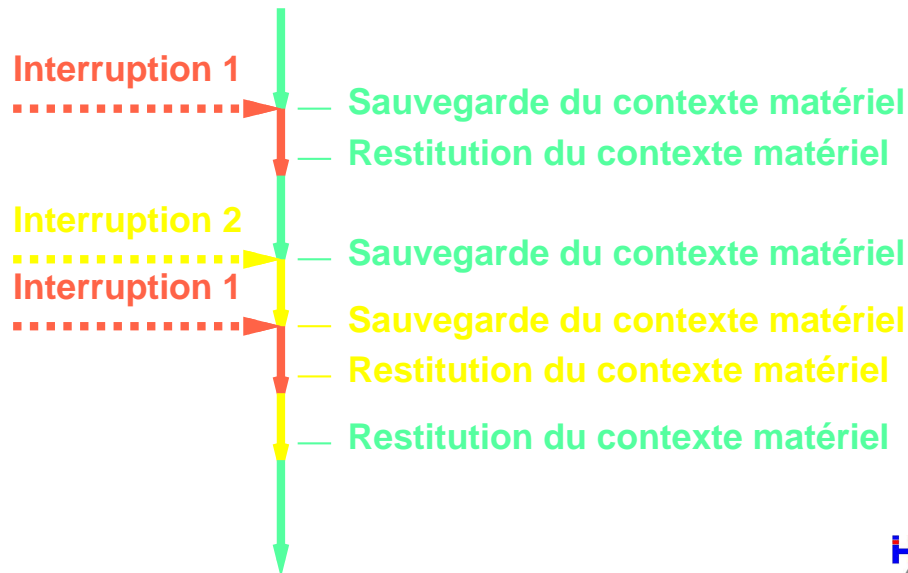 Interruption 1
Sauvegarde du contexte matériel
Restitution du contexte matériel
Interruption 2
Sauvegarde du contexte matériel
Interruption 1
Sauvegarde du contexte matériel
Restitution du contexte matériel
Restitution du contexte matériel